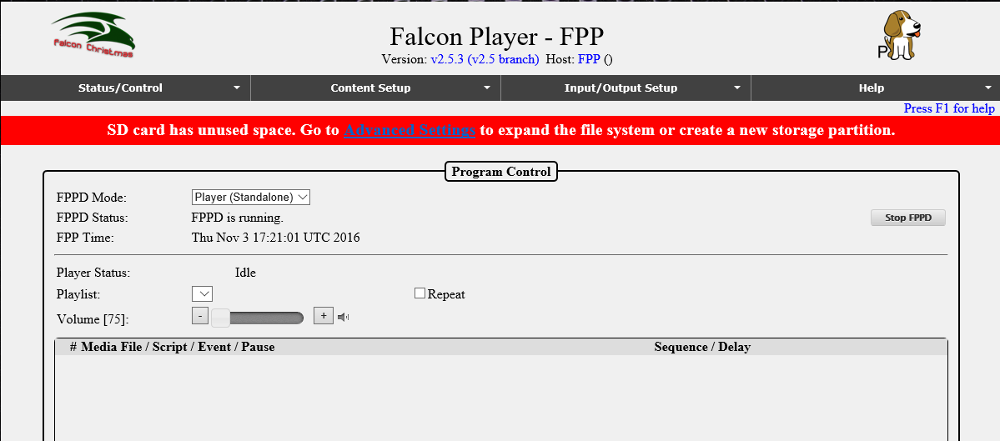 Falcon Christmas
Falcon Player - FPP
Version: v2.5.3 (v2.5 branch) Host: FPP ()
P
Status/Control
Content Setup
Input/Output Setup
Help
Press F1 for help
SD card has unused space. Go to Advanced Settings to expand the file system or create a new storage partition.
Program Control
FPPD Mode: Player (Standalone)
FPPD Status: FPPD is running. Stop FPPD
FPP Time: Thu Nov 3 17:21:01 UTC 2016
Player Status: Idle
Playlist: Repeat
Volume [75]: - +
# Media File / Script / Event / Pause Sequence / Delay